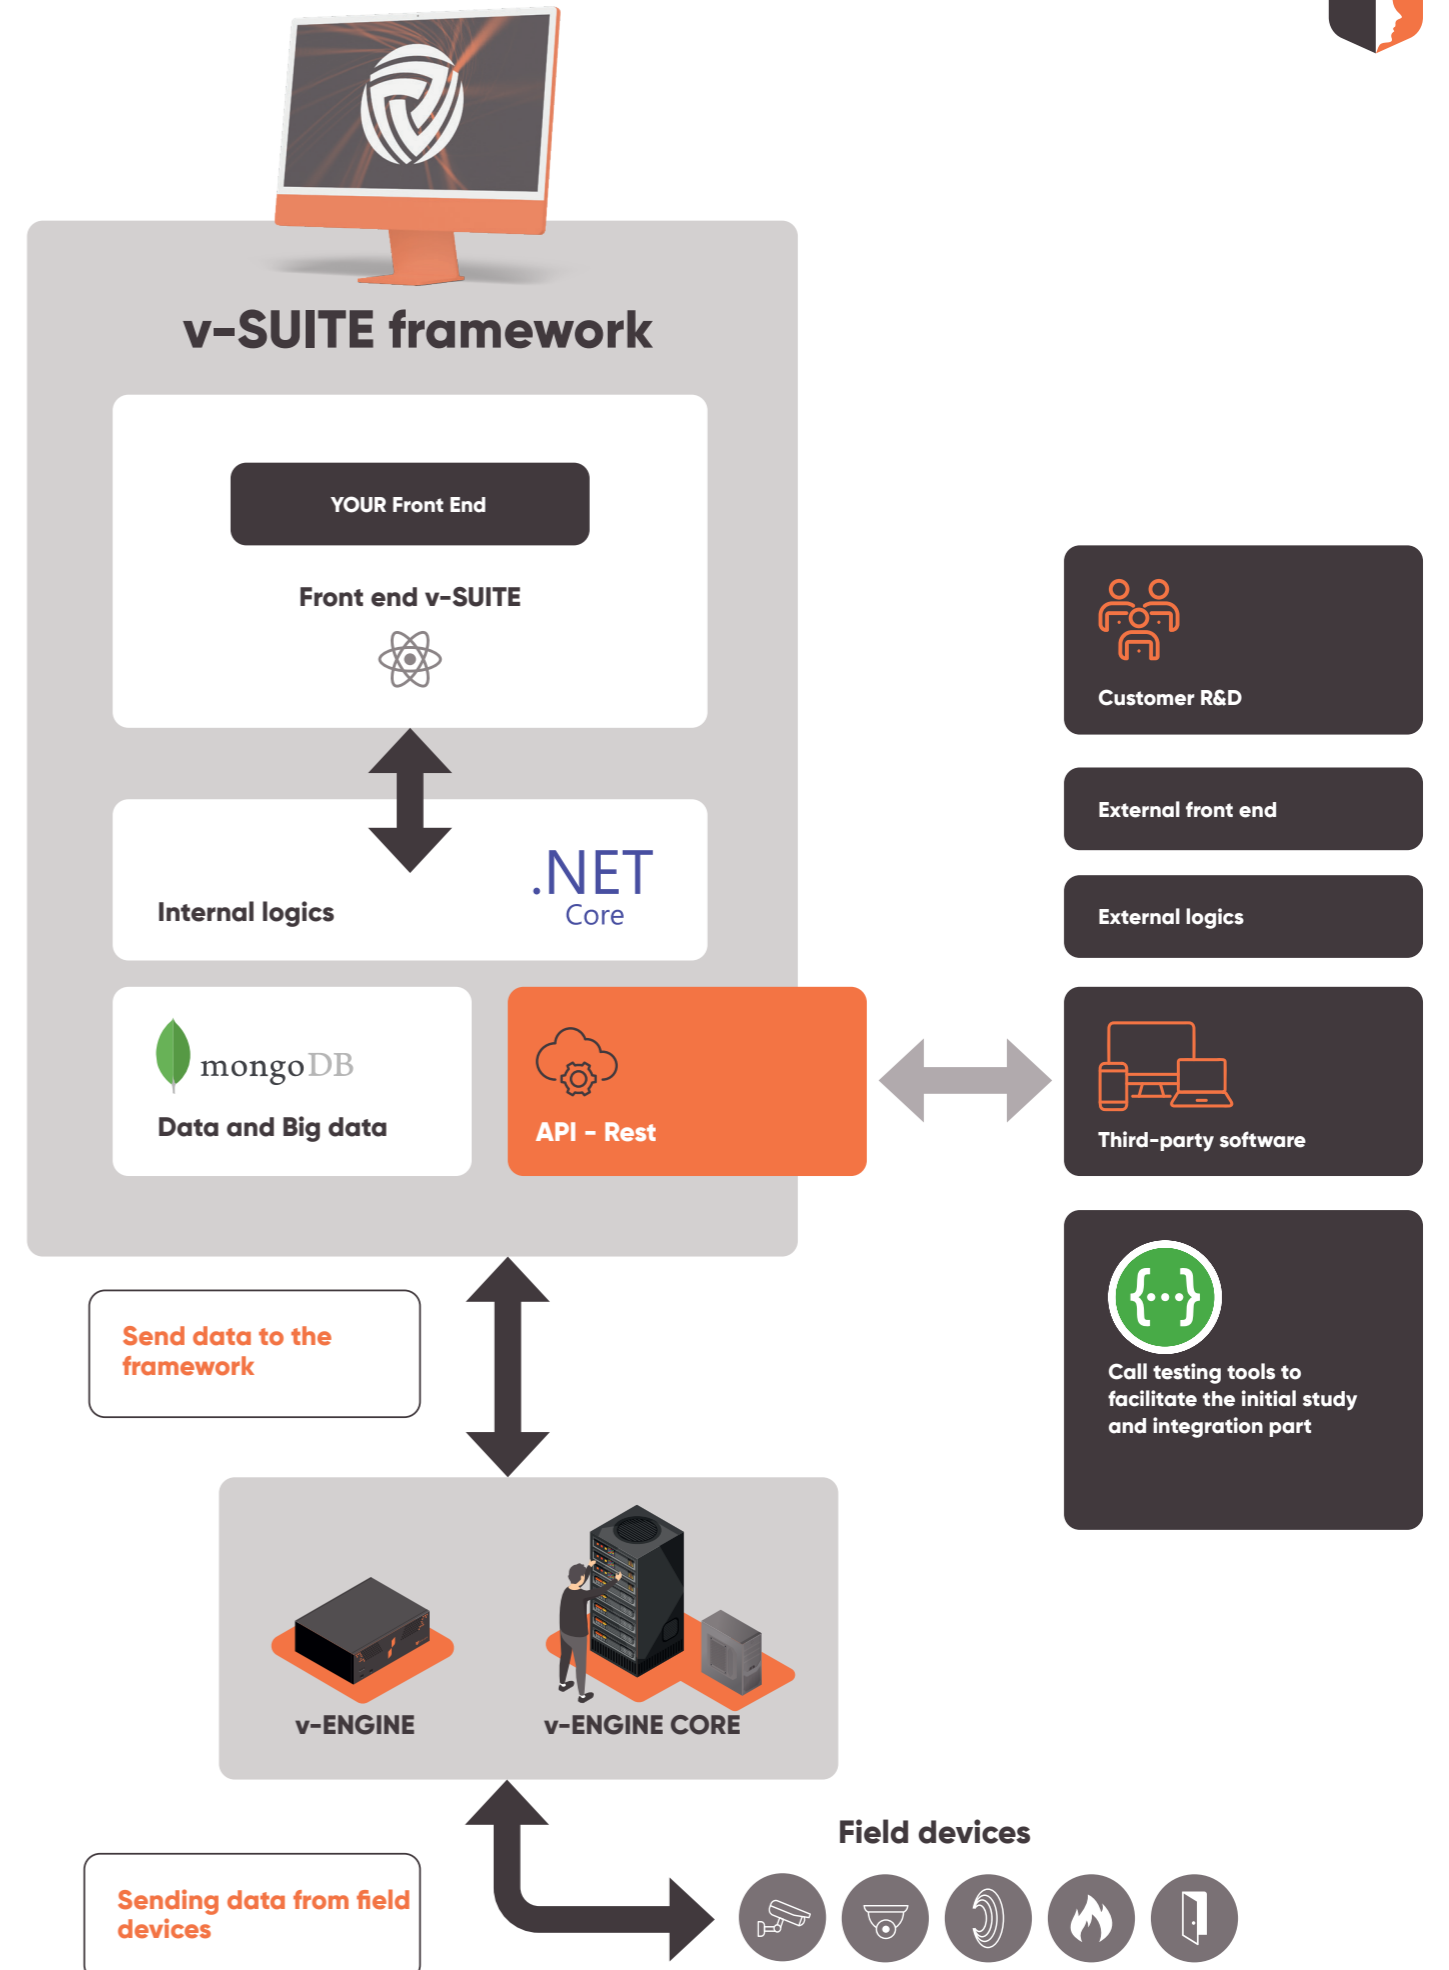 v-SUITE framework
YOUR Front End
Front end v-SUITE
Internal logics
.NET
Core
mongoDB
Data and Big data
API - Rest
Customer R&D
External front end
External logics
Third-party software
{...}
Call testing tools to
facilitate the initial study
and integration part
Send data to the
framework
v-ENGINE
v-ENGINE CORE
Field devices
Sending data from field
devices